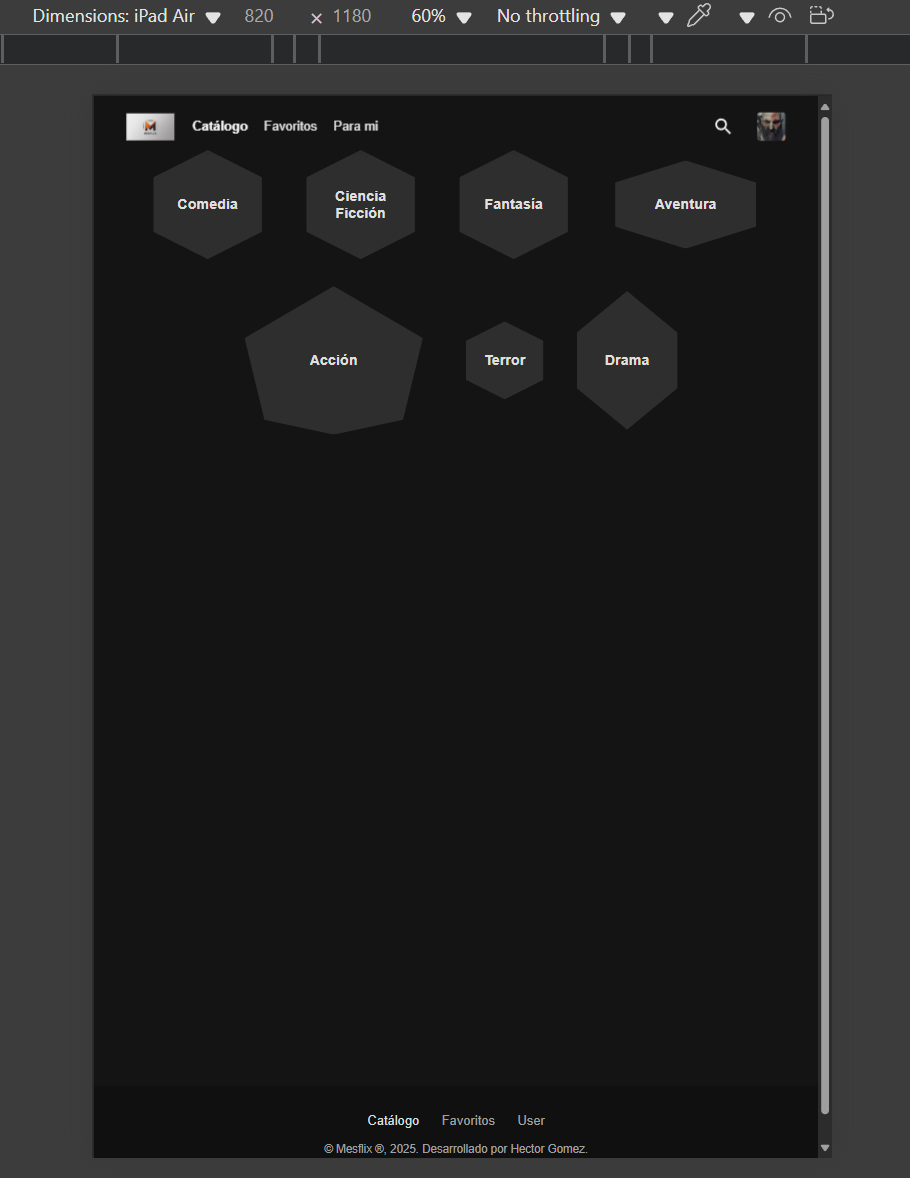 Dimensions: iPad Air 820 × 1180 60% No throttling
Catálogo Favoritos Para mi
Comedia
Ciencia
Ficción
Fantasía
Aventura
Acción
Terror
Drama
Catálogo Favoritos User
© Mesflix ®, 2025. Desarrollado por Hector Gomez.